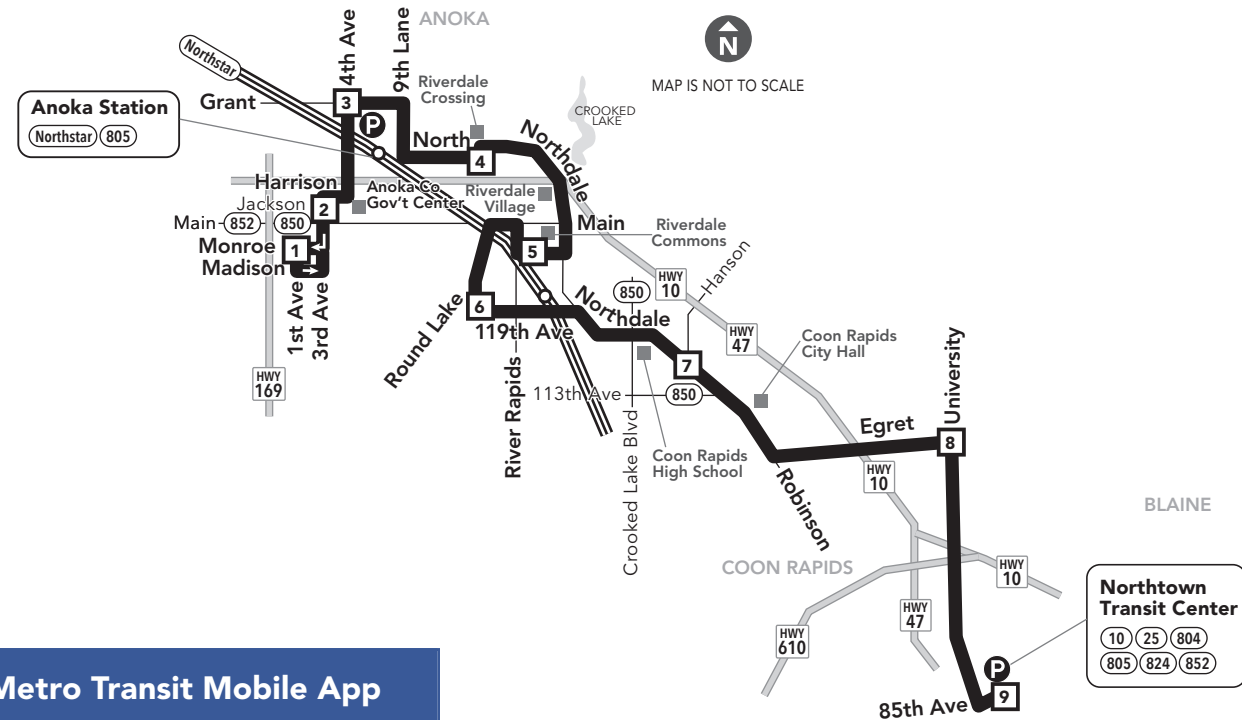 ANOKA
N
MAP IS NOT TO SCALE
Northstar
4th Ave
9th Lane
Riverdale
Crossing
CROOKED
LAKE
Anoka Station
Northstar 805
Grant
3
P
North
4
Northdale
Harrison
Jackson
2
Anoka Co
Gov't Center
Riverdale
Village
Main 852 850
Main
Riverdale
Commons
Monroe
1
Madison
5
Hanson
HWY
10
850
1st Ave
3rd Ave
Round Lake
6
119th Ave
Northdale
HWY
47
Coon Rapids
City Hall
7
HWY
169
River Rapids
113th Ave 850
Crooked Lake Blvd
Coon Rapids
High School
Robinson
Egret
University
8
HWY
10
BLAINE
COON RAPIDS
HWY
10
HWY
47
HWY
610
Northtown
Transit Center
10 25 804
805 824 852
P
9
85th Ave
Metro Transit Mobile App